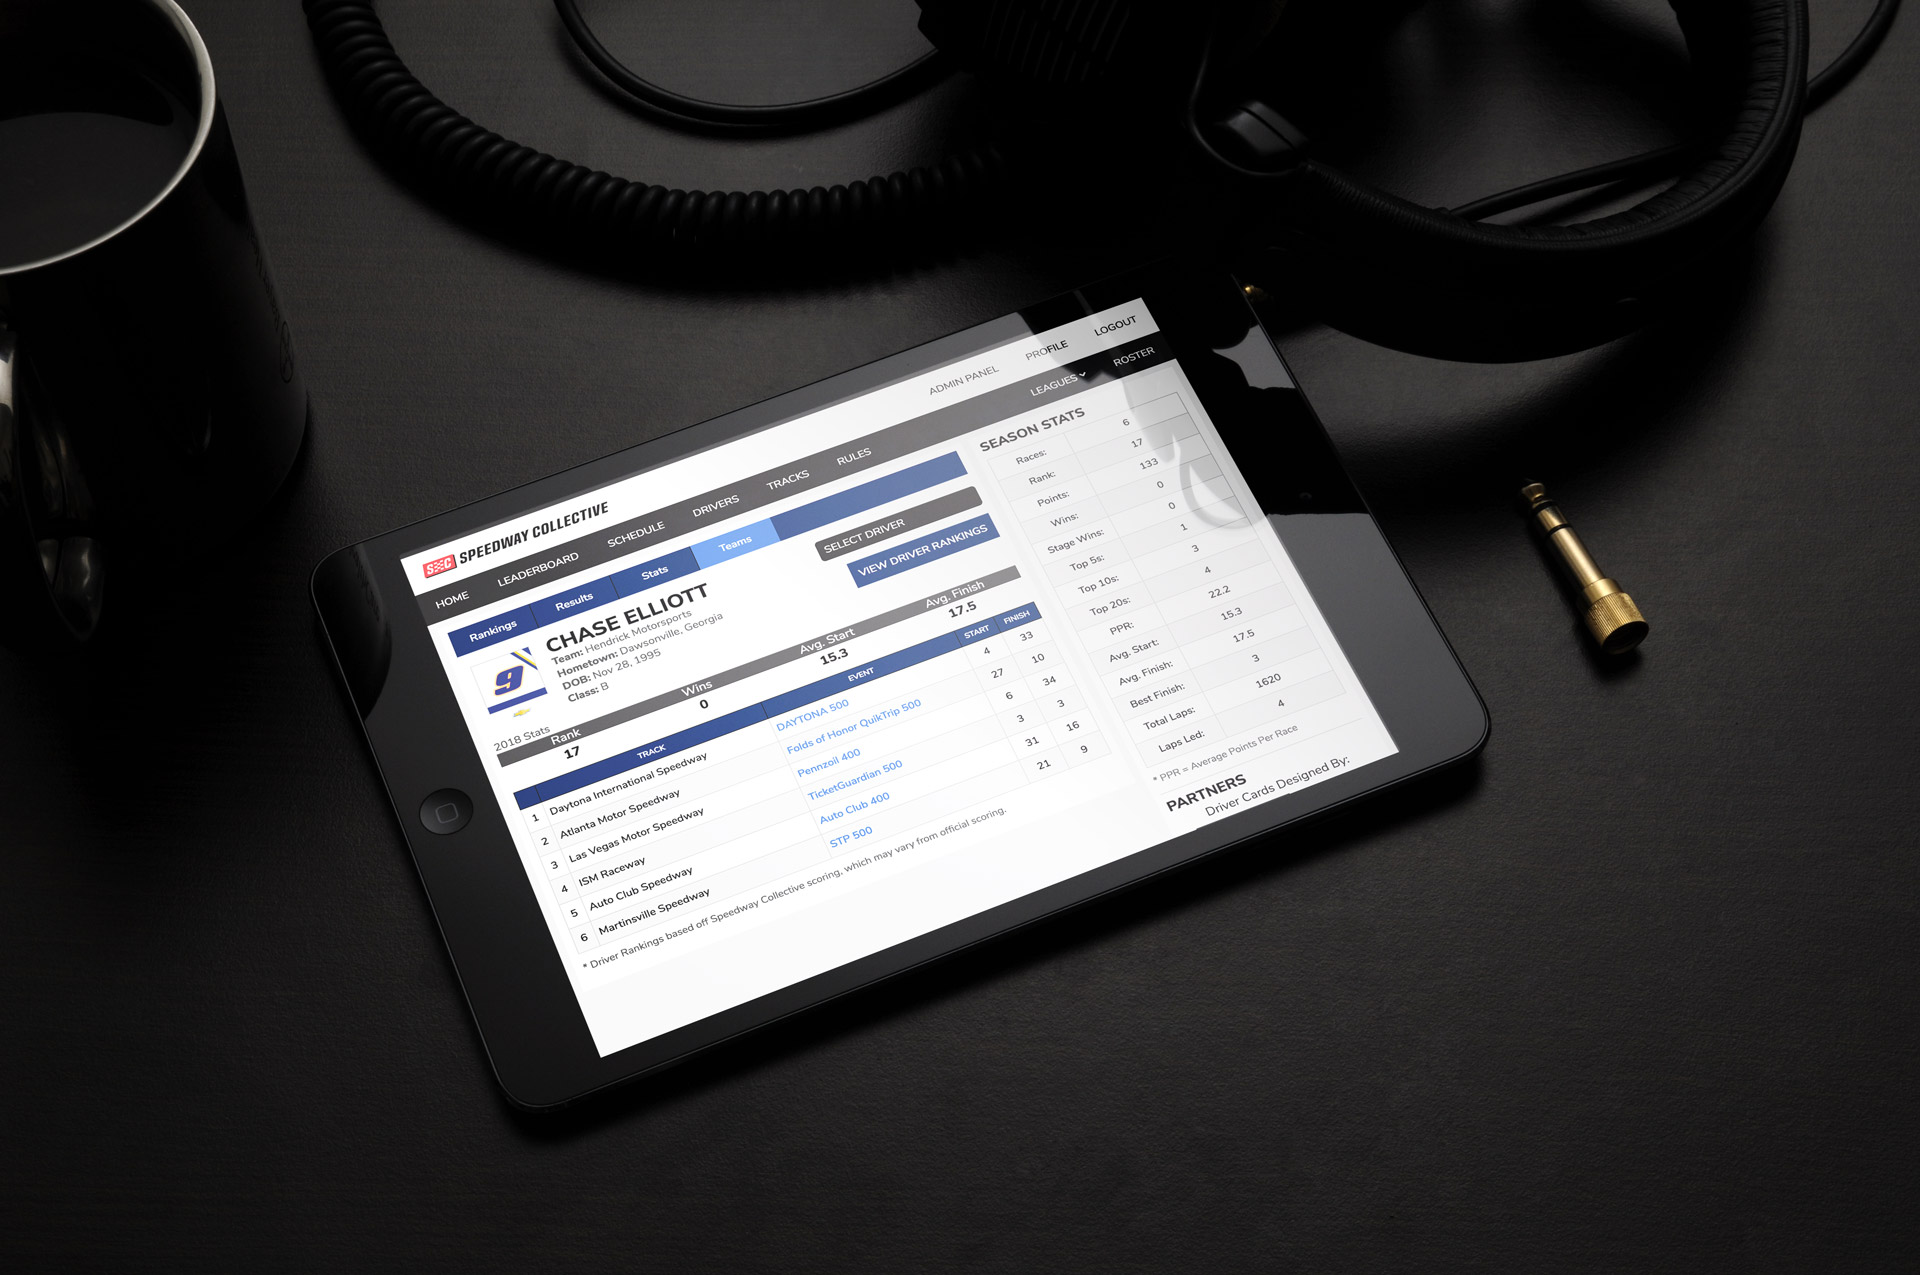 ADMIN PANEL PROFILE LOGOUT
SPEEDWAY COLLECTIVE
HOME LEADERBOARD SCHEDULE DRIVERS TRACKS RULES LEAGUES ROSTER
Rankings Results Stats Teams
9
CHASE ELLIOTT
Team: Hendrick Motorsports
Hometown: Dawsonville, Georgia
DOB: Nov 28, 1995
Class: B
SELECT DRIVER
VIEW DRIVER RANKINGS
2018 Stats
Rank Wins Avg. Start Avg. Finish
17 0 15.3 17.5
TRACK EVENT START FINISH
1 Daytona International Speedway DAYTONA 500 4 33
2 Atlanta Motor Speedway Folds of Honor QuikTrip 500 27 10
3 Las Vegas Motor Speedway Pennzoil 400 6 34
4 ISM Raceway TicketGuardian 500 3 3
5 Auto Club Speedway Auto Club 400 31 16
6 Martinsville Speedway STP 500 21 9
* Driver Rankings based off Speedway Collective scoring, which may vary from official scoring.
SEASON STATS
Races: 6
Rank: 17
Points: 133
Wins: 0
Stage Wins: 0
Top 5s: 1
Top 10s: 3
Top 20s: 4
PPR: 22.2
Avg. Start: 15.3
Avg. Finish: 17.5
Best Finish: 3
Total Laps: 1620
Laps Led: 4
* PPR = Average Points Per Race
PARTNERS
Driver Cards Designed By: